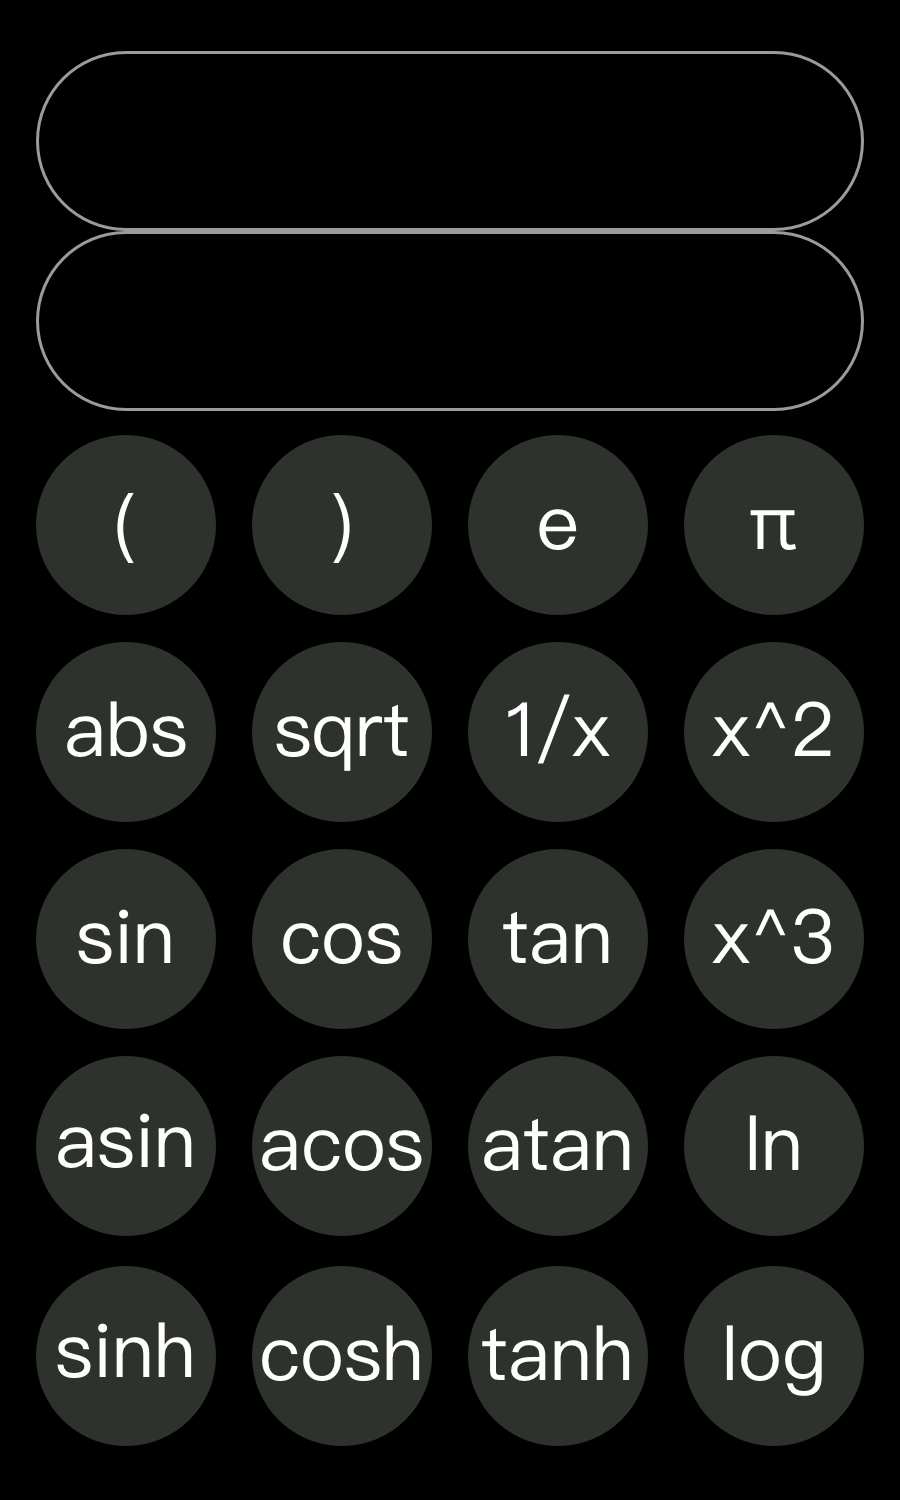 ( ) e π
abs sqrt 1/x x^2
sin cos tan x^3
asin acos atan ln
sinh cosh tanh log